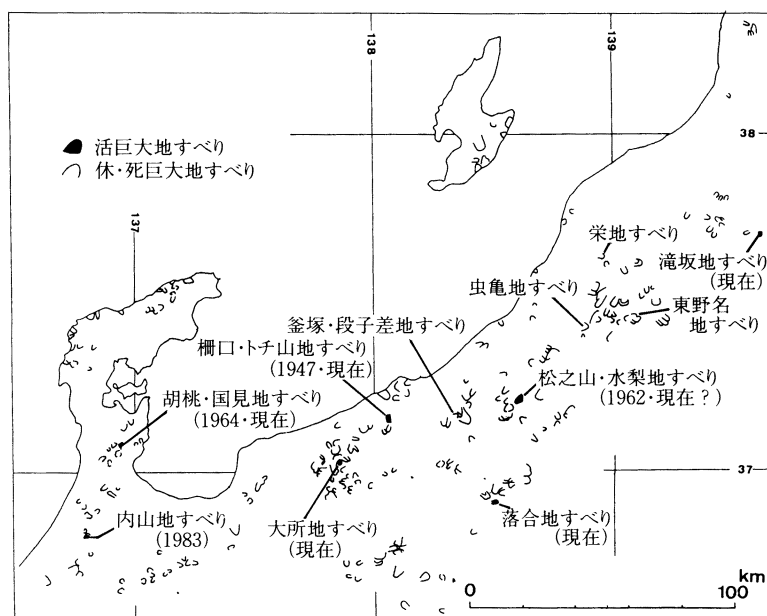 138
139
38
活巨大地すべり
休・死巨大地すべり
137
栄地すべり
滝坂地すべり
(現在)
虫亀地すべり
東野名
地すべり
釜塚・段子差地すべり
柵口・トチ山地すべり
(1947・現在)
松之山・水梨地すべり
(1962・現在?)
胡桃・国見地すべり
(1964・現在)
37
内山地すべり
(1983)
大所地すべり
(現在)
落合地すべり
(現在)
km
0
100